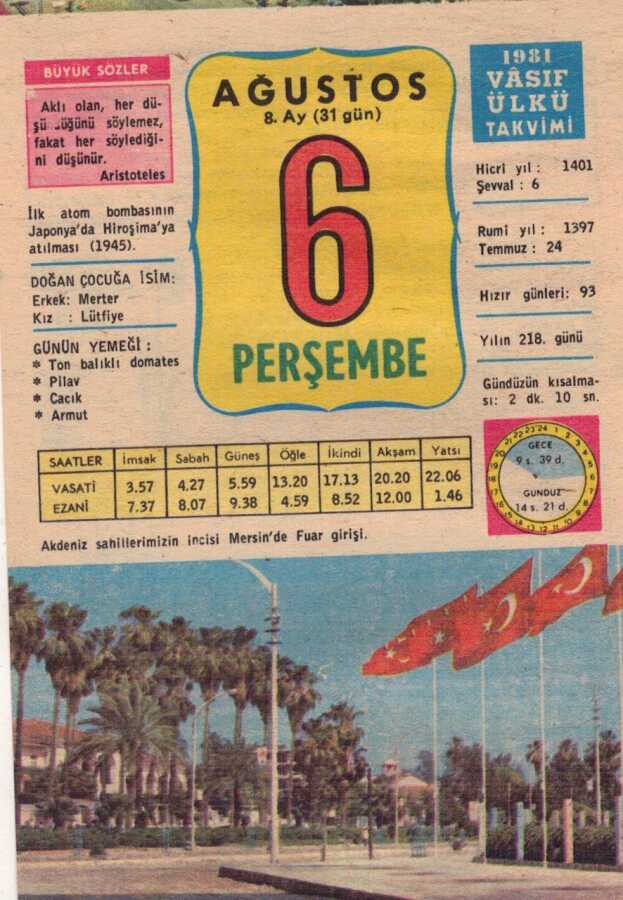 BÜYÜK SÖZLER
Aklı olan, her dü-
şündüğünü söylemez,
fakat her söylediği-
ni düşünür.
Aristoteles
İlk atom bombasının
Japonya'da Hiroşima'ya
atılması (1945).
DOĞAN ÇOCUĞA İSİM:
Erkek: Merter
Kız : Lütfiye
GÜNÜN YEMEĞİ :
* Ton balıklı domates
* Pilav
* Cacık
* Armut
AĞUSTOS
8. Ay (31 gün)
6
PERŞEMBE
1981
VÂSIF
ÜLKÜ
TAKVİMİ
Hicri yıl : 1401
Şevval : 6
Rumi yıl : 1397
Temmuz : 24
Hızır günleri: 93
Yılın 218. günü
Gündüzün kısalma-
sı: 2 dk. 10 sn.
SAATLER İmsak Sabah Güneş Öğle İkindi Akşam Yatsı
VASATİ 3.57 4.27 5.59 13.20 17.13 20.20 22.06
EZANİ 7.37 8.07 9.38 4.59 8.52 12.00 1.46
GECE
9 s. 39 d.
GUNDUZ
14 s. 21 d.
Akdeniz sahillerimizin incisi Mersin'de Fuar girişi.